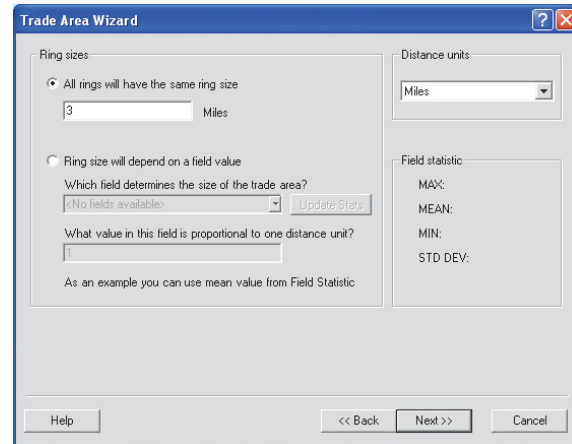 Trade Area Wizard
Ring sizes
All rings will have the same ring size
3 Miles
Ring size will depend on a field value
Which field determines the size of the trade area?
<No fields available> Update Stats
What value in this field is proportional to one distance unit?
1
As an example you can use mean value from Field Statistic
Distance units
Miles
Field statistic
MAX:
MEAN:
MIN:
STD DEV:
Help << Back Next >> Cancel